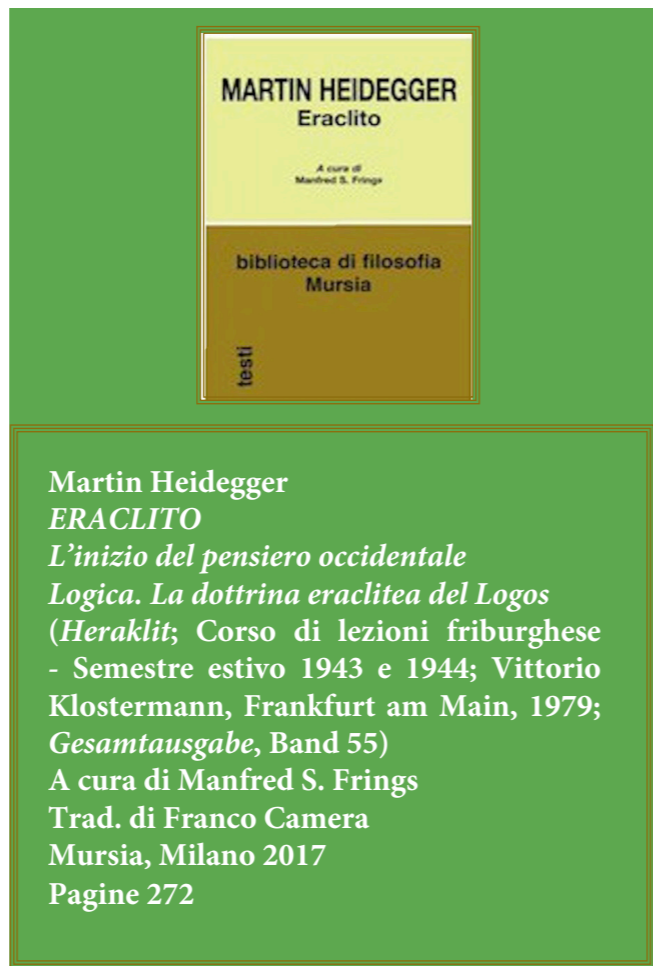 MARTIN HEIDEGGER
Eraclito
A cura di
Manfred S. Frings
biblioteca di filosofia
Mursia
testi
Martin Heidegger
ERACLITO
L’inizio del pensiero occidentale
Logica. La dottrina eraclitea del Logos
(Heraklit; Corso di lezioni friburghese
- Semestre estivo 1943 e 1944; Vittorio
Klostermann, Frankfurt am Main, 1979;
Gesamtausgabe, Band 55)
A cura di Manfred S. Frings
Trad. di Franco Camera
Mursia, Milano 2017
Pagine 272